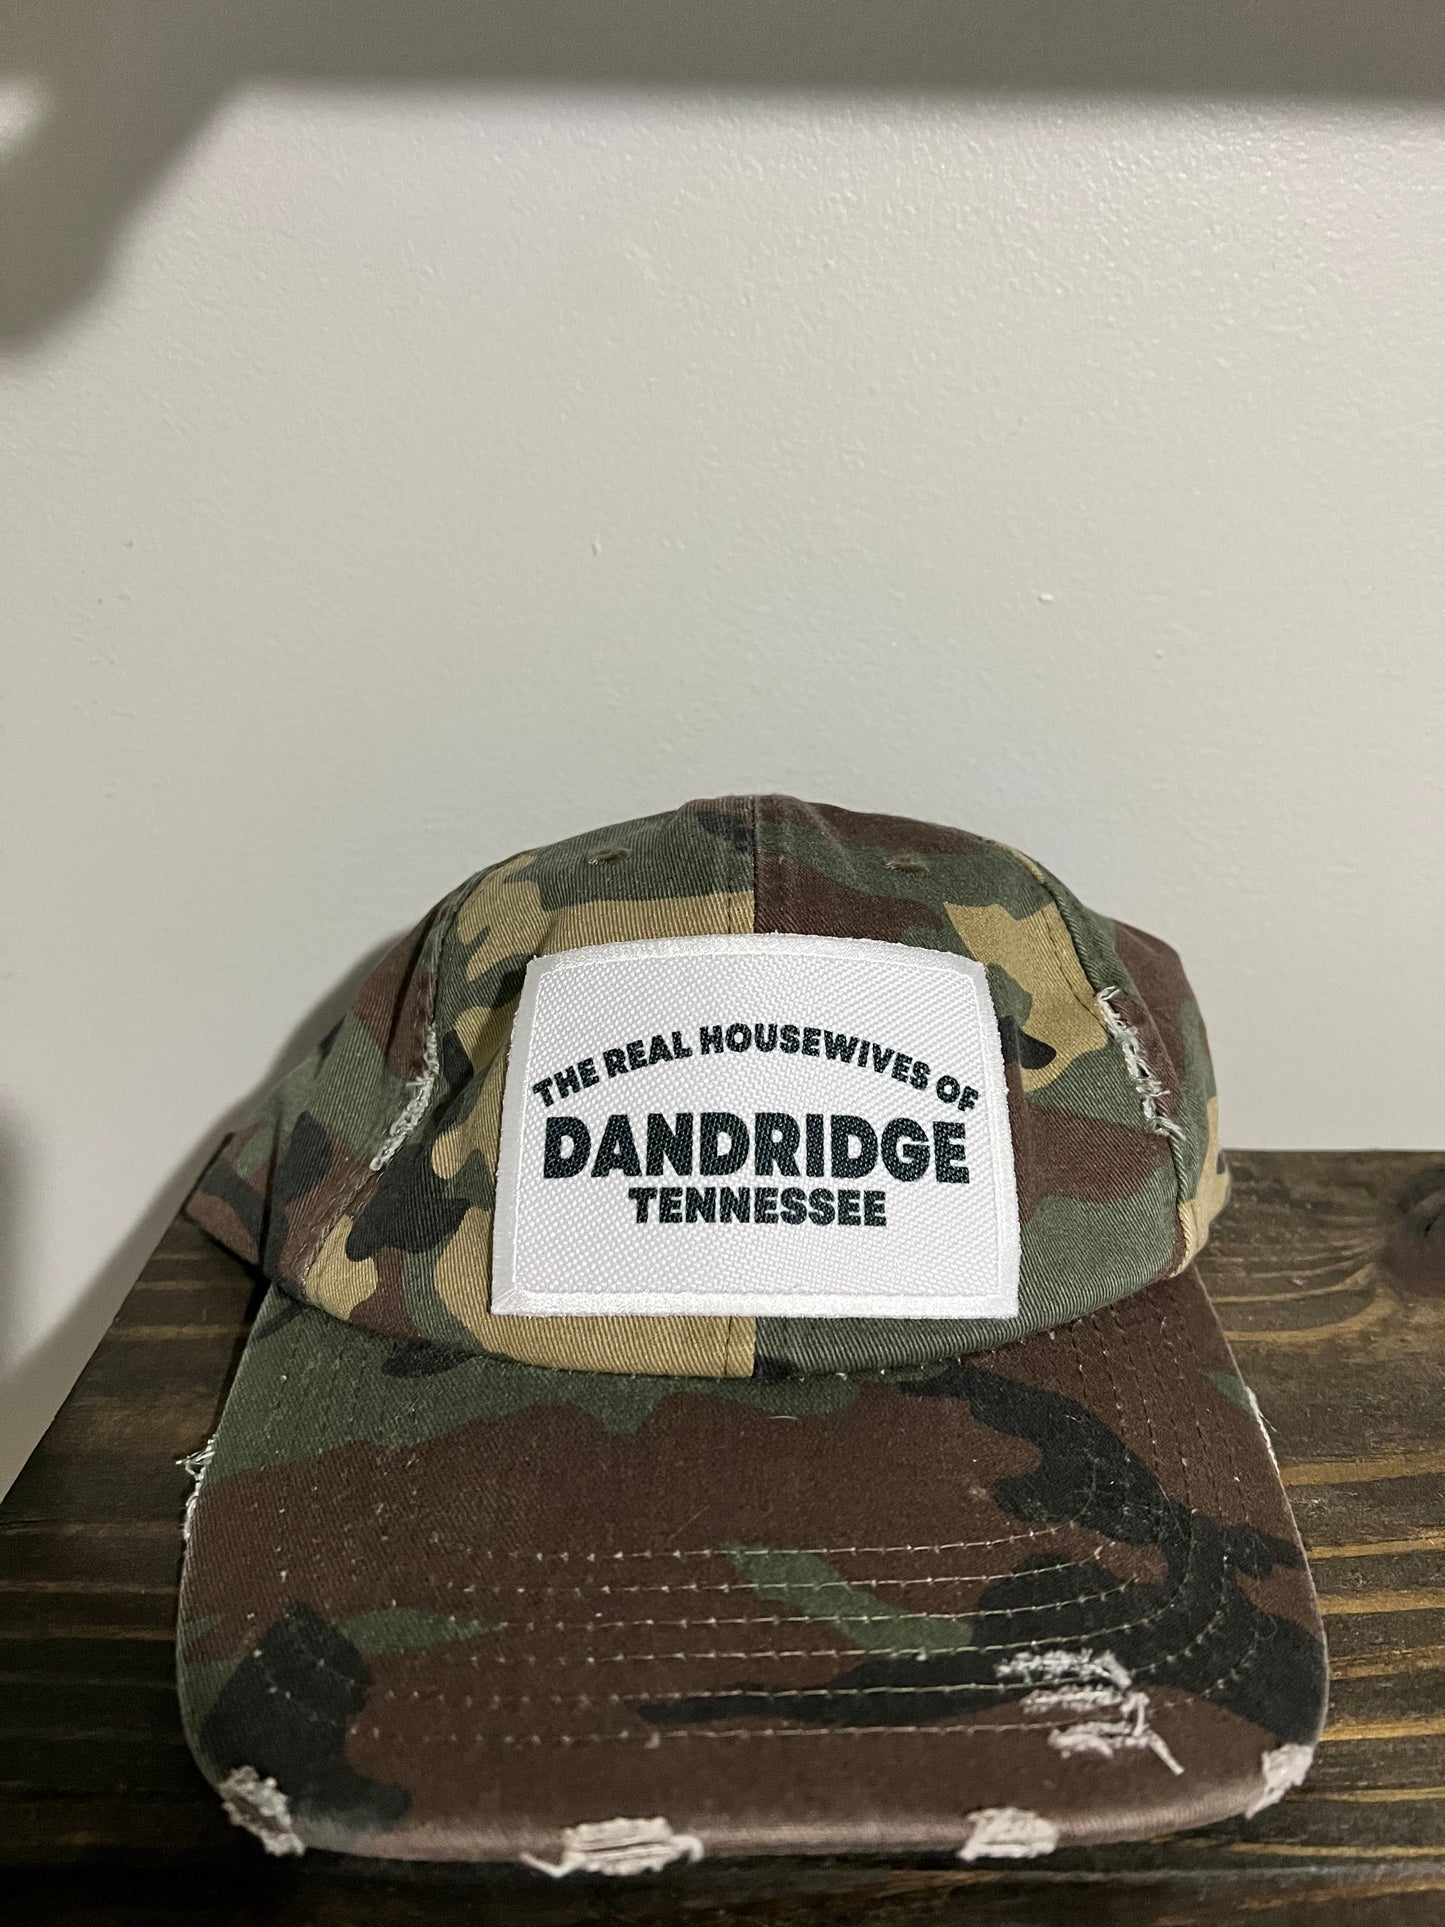 THE REAL HOUSEWIVES OF
DANDRIDGE
TENNESSEE